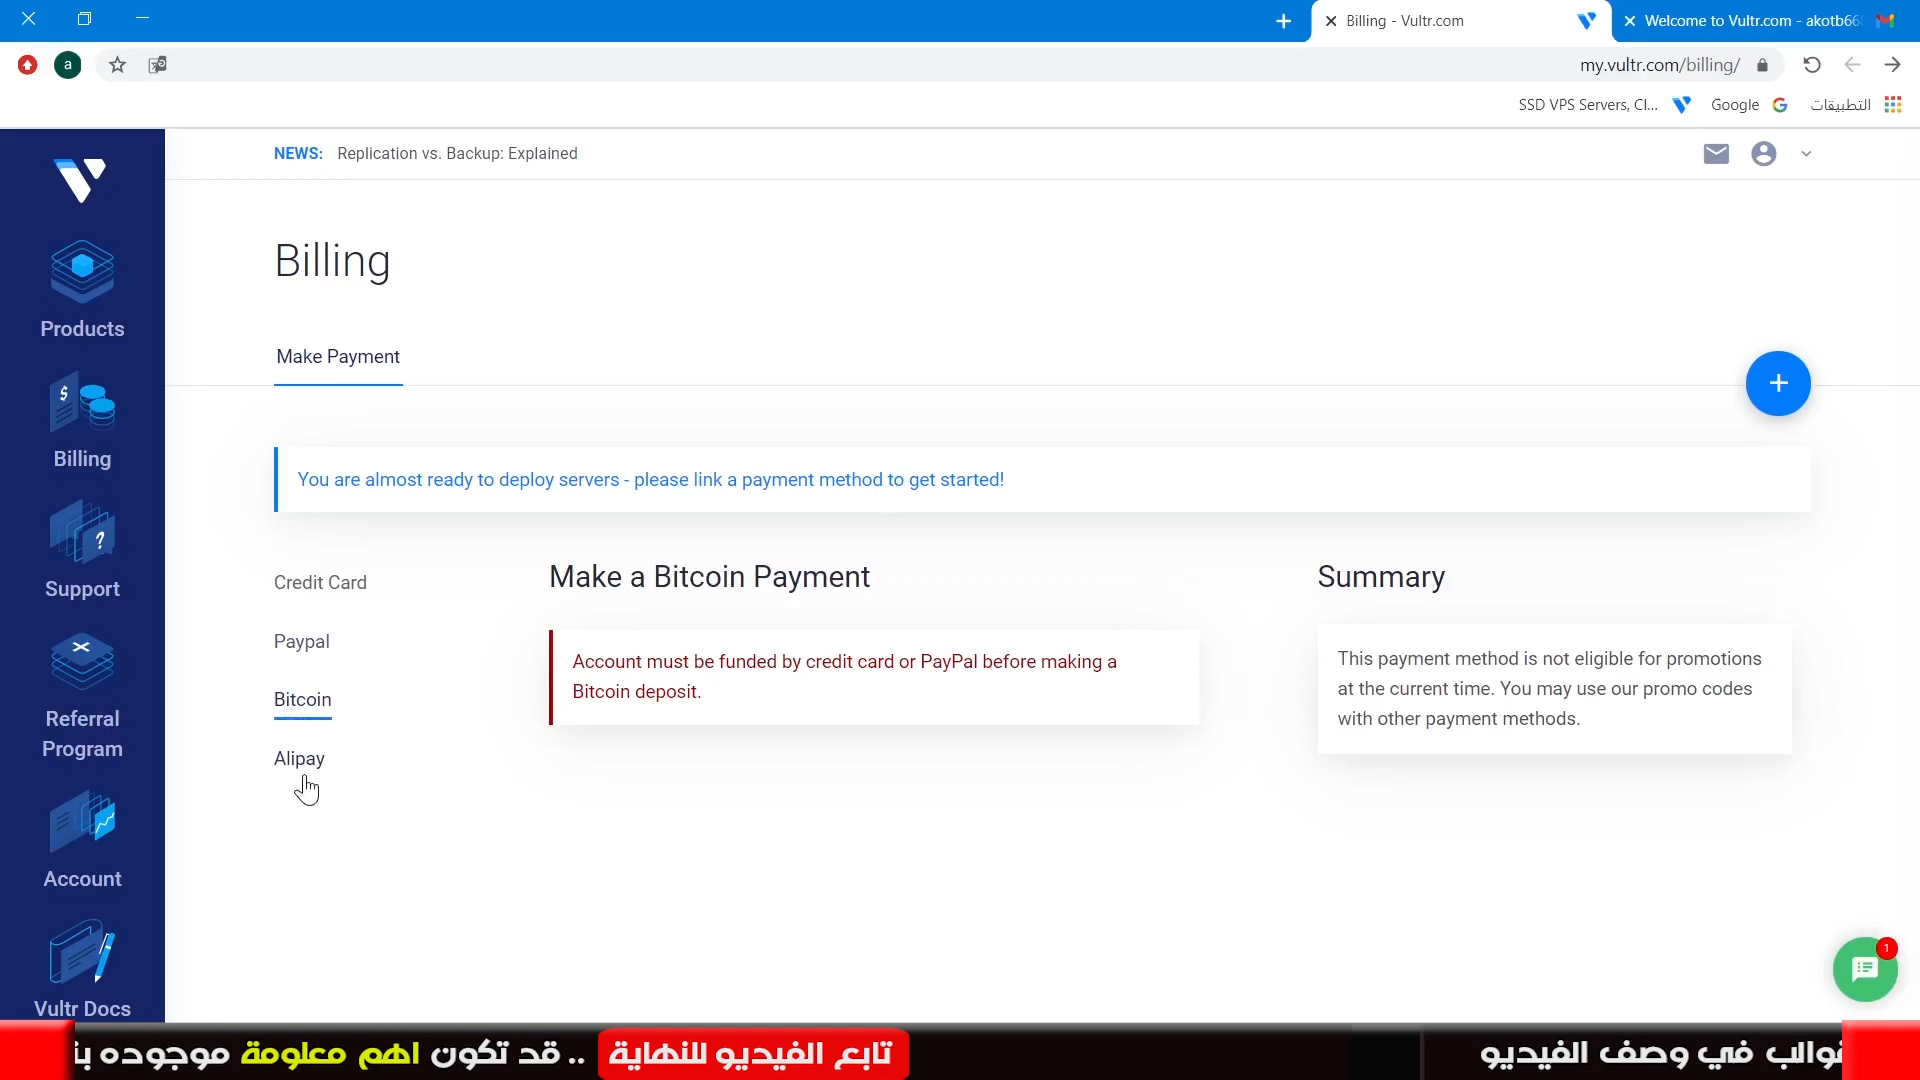 Billing - Vultr.com
Welcome to Vultr.com - akotb66
a
my.vultr.com/billing/
SSD VPS Servers, Cl...
Google
التطبيقات
NEWS: Replication vs. Backup: Explained
Products
Billing
Support
Referral
Program
Account
Vultr Docs
Billing
Make Payment
+
You are almost ready to deploy servers - please link a payment method to get started!
Credit Card
Paypal
Bitcoin
Alipay
Make a Bitcoin Payment
Account must be funded by credit card or PayPal before making a
Bitcoin deposit.
Summary
This payment method is not eligible for promotions
at the current time. You may use our promo codes
with other payment methods.
1
والب في وصف الفيديو
تابع الفيديو للنهاية .. قد تكون اهم معلومة موجوده